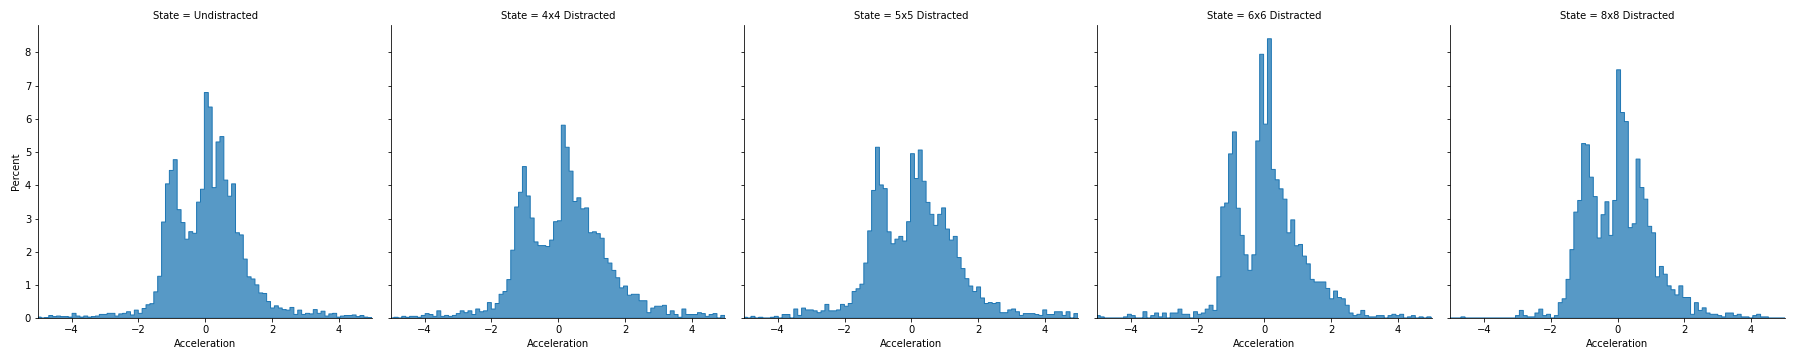 State = Undistracted
State = 4x4 Distracted
State = 5x5 Distracted
State = 6x6 Distracted
State = 8x8 Distracted
Percent
8
7
6
5
4
3
2
1
0
−4 −2 0 2 4
−4 −2 0 2 4
−4 −2 0 2 4
−4 −2 0 2 4
−4 −2 0 2 4
Acceleration
Acceleration
Acceleration
Acceleration
Acceleration